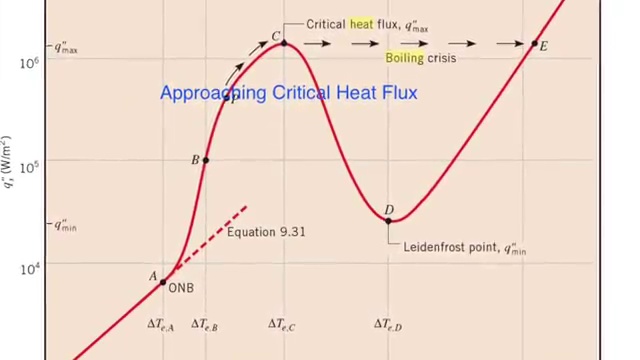 Critical heat flux, q"max
q"max
C
E
Boiling crisis
10⁶
Approaching Critical Heat Flux
P
q"s (W/m²)
10⁵
B
D
q"min
Equation 9.31
Leidenfrost point, q"min
10⁴
A
ONB
ΔTe,A ΔTe,B ΔTe,C ΔTe,D